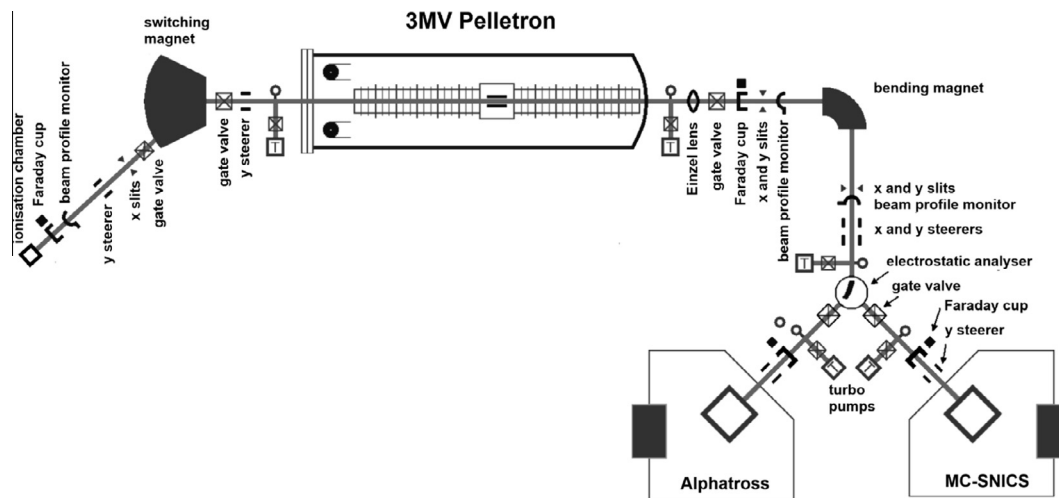 3MV Pelletron
switching
magnet
bending magnet
ionisation chamber
Faraday cup
beam profile monitor
y steerer
x slits
gate valve
gate valve
y steerer
T
T
Einzel lens
gate valve
Faraday cup
x and y slits
beam profile monitor
x and y slits
beam profile monitor
x and y steerers
T
electrostatic analyser
gate valve
Faraday cup
y steerer
T
T
turbo
pumps
Alphatross
MC-SNICS